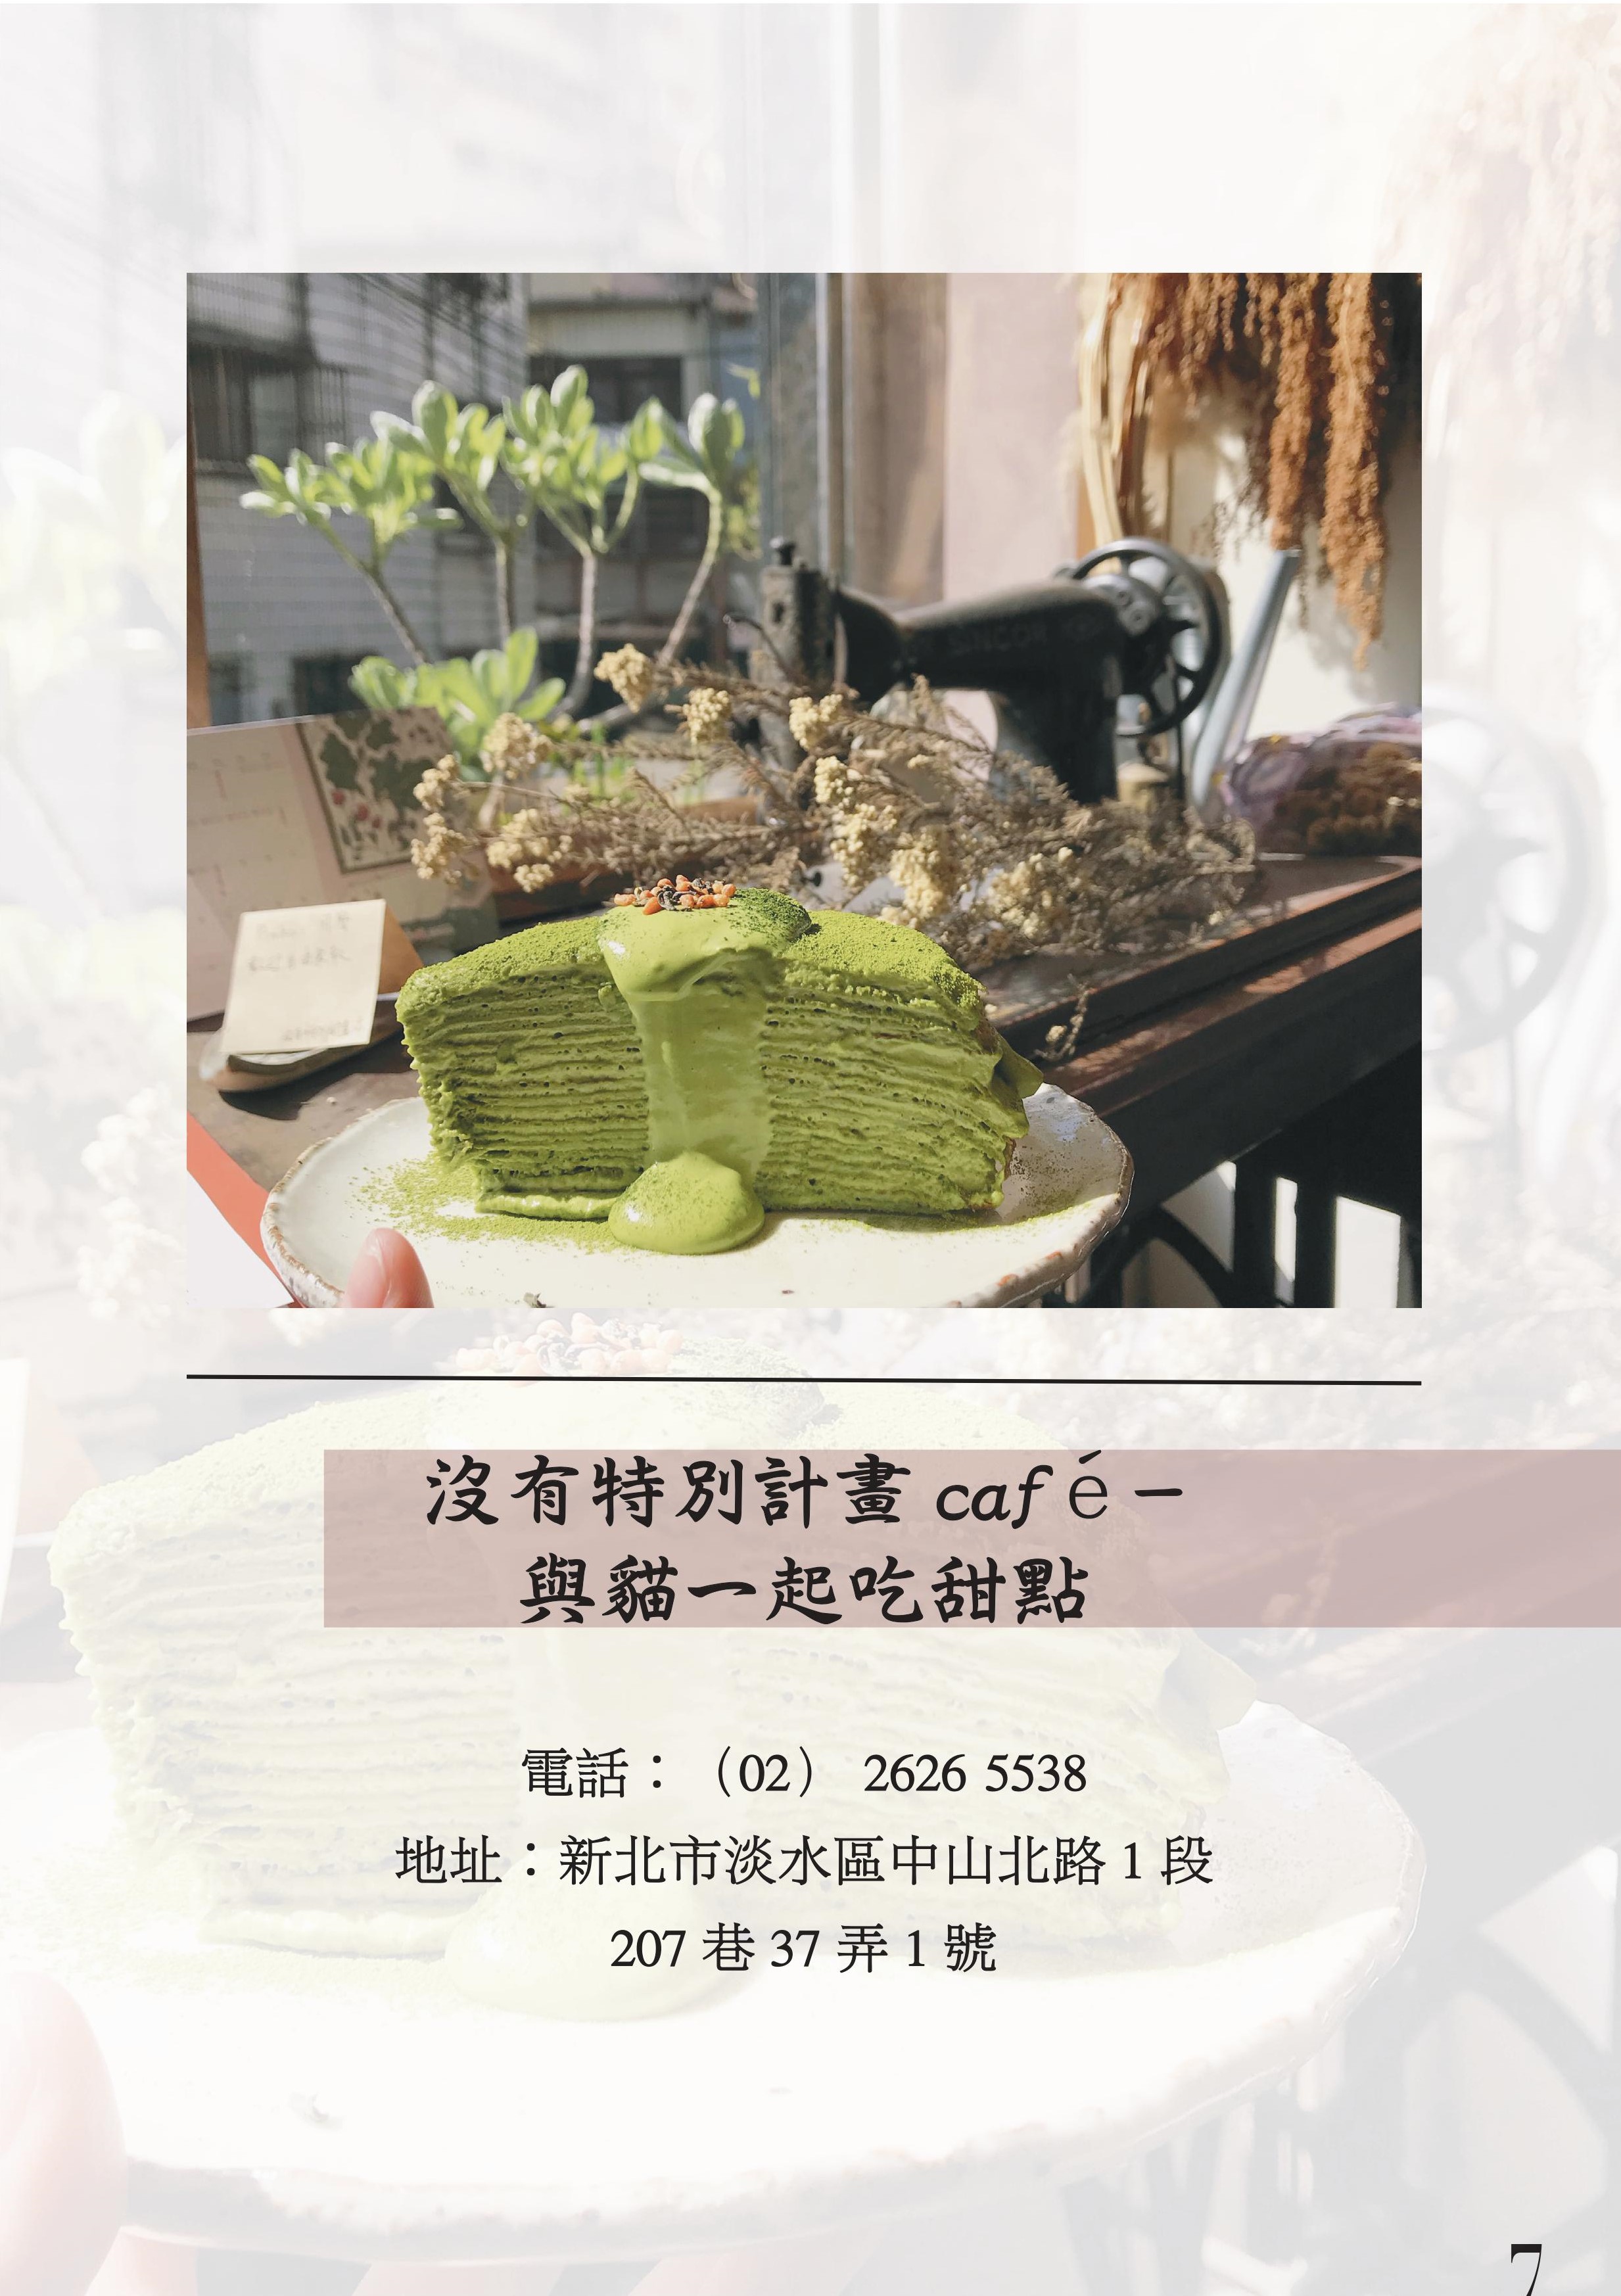 沒有特別計畫 café－
與貓一起吃甜點
電話：（02） 2626 5538
地址：新北市淡水區中山北路 1 段
207 巷 37 弄 1 號
7